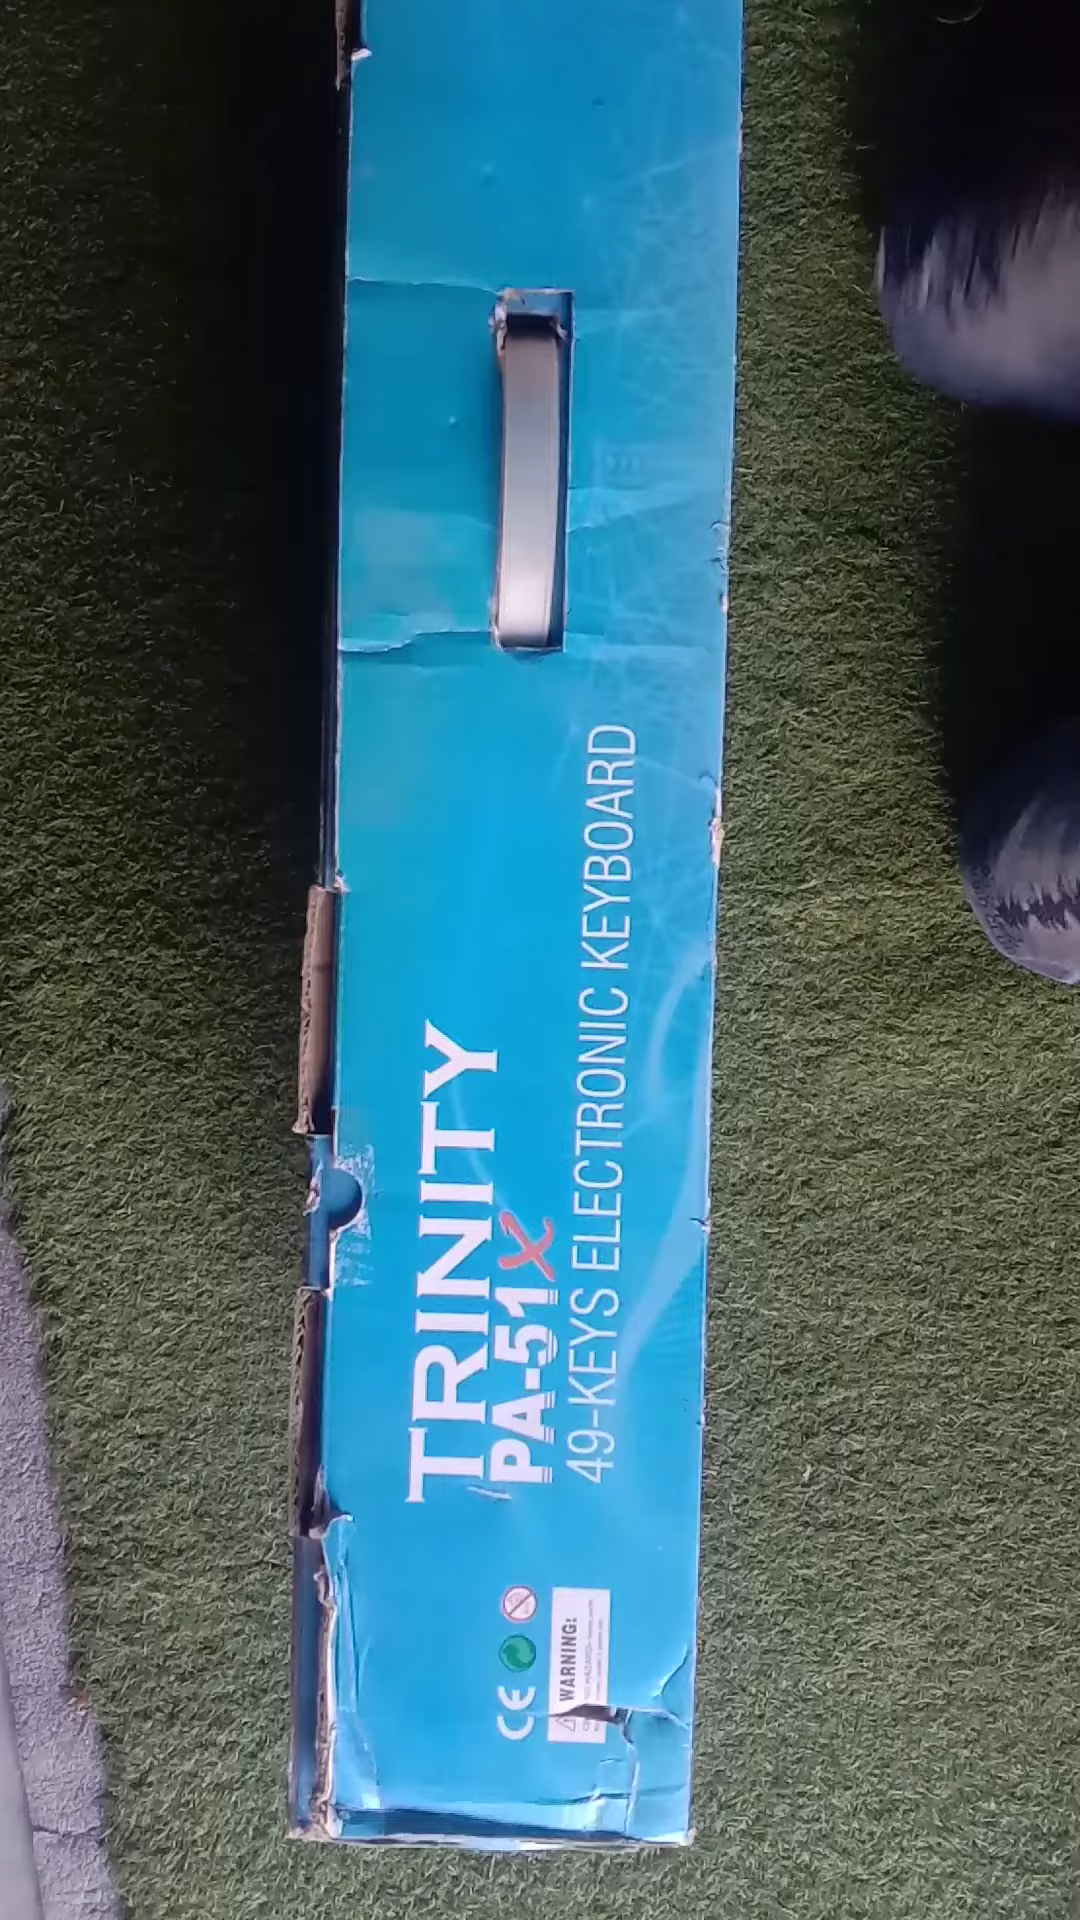 TRINITY
PA-51X
49-KEYS ELECTRONIC KEYBOARD
CE
WARNING: